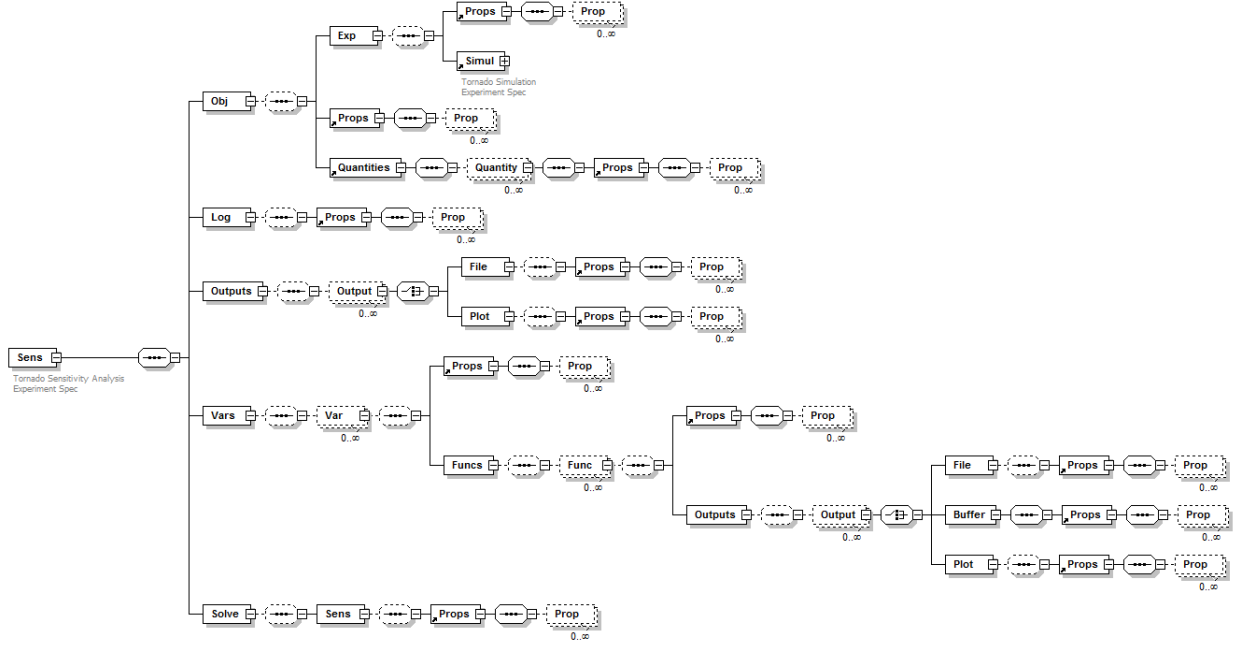 Props
Prop
0..∞
Exp
Simul
Tornado Simulation
Experiment Spec
Obj
Props
Prop
0..∞
Quantities
Quantity
0..∞
Props
Prop
0..∞
Log
Props
Prop
0..∞
File
Props
Prop
0..∞
Outputs
Output
0..∞
Plot
Props
Prop
0..∞
Sens
Tornado Sensitivity Analysis
Experiment Spec
Props
Prop
0..∞
Vars
Var
0..∞
Props
Prop
0..∞
Funcs
Func
0..∞
File
Props
Prop
0..∞
Outputs
Output
0..∞
Buffer
Props
Prop
0..∞
Plot
Props
Prop
0..∞
Solve
Sens
Props
Prop
0..∞